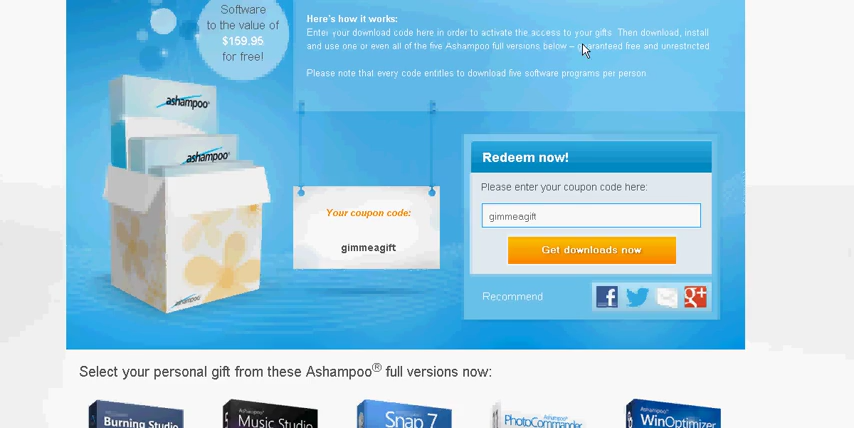 Software
to the value of
$159.95
for free!
Here's how it works:
Enter your download code here in order to activate the access to your gifts. Then download, install
and use one or even all of the five Ashampoo full versions below – guaranteed free and unrestricted
Please note that every code entitles to download five software programs per person
ashampoo®
ashampoo®
ashampoo®
Your coupon code:
gimmeagift
Redeem now!
Please enter your coupon code here:
gimmeagift
Get downloads now
Recommend
Select your personal gift from these Ashampoo® full versions now:
Burning Studio
Ashampoo®
Music Studio
Ashampoo®
Snap 7
Ashampoo®
PhotoCommander
Ashampoo®
WinOptimizer